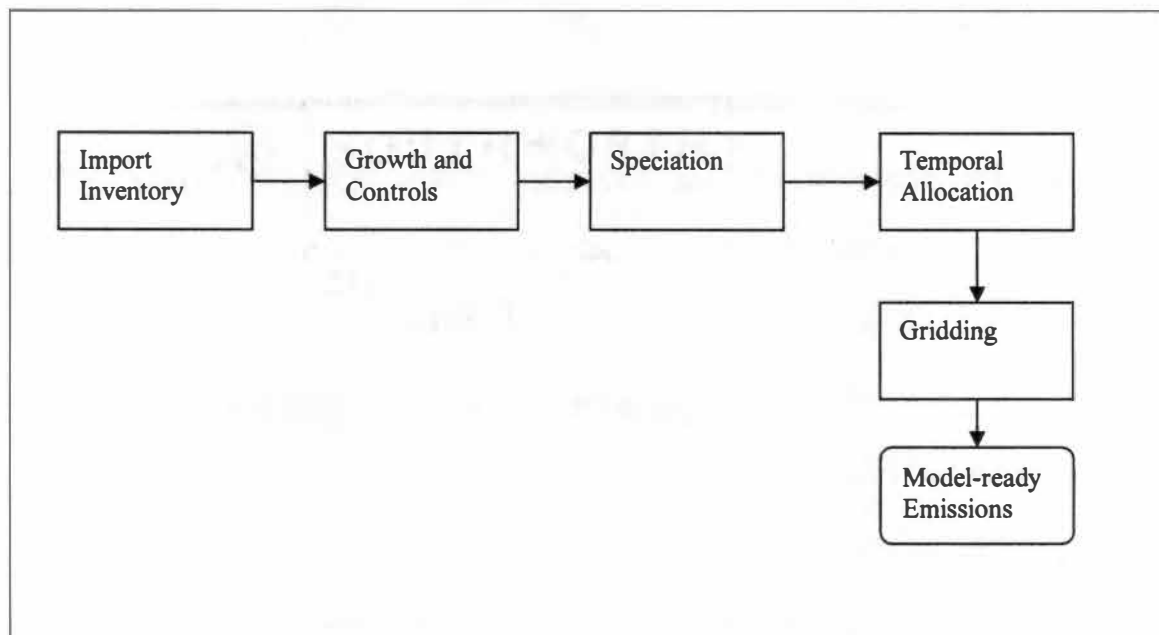 Import
Inventory
Growth and
Controls
Speciation
Temporal
Allocation
Gridding
Model-ready
Emissions